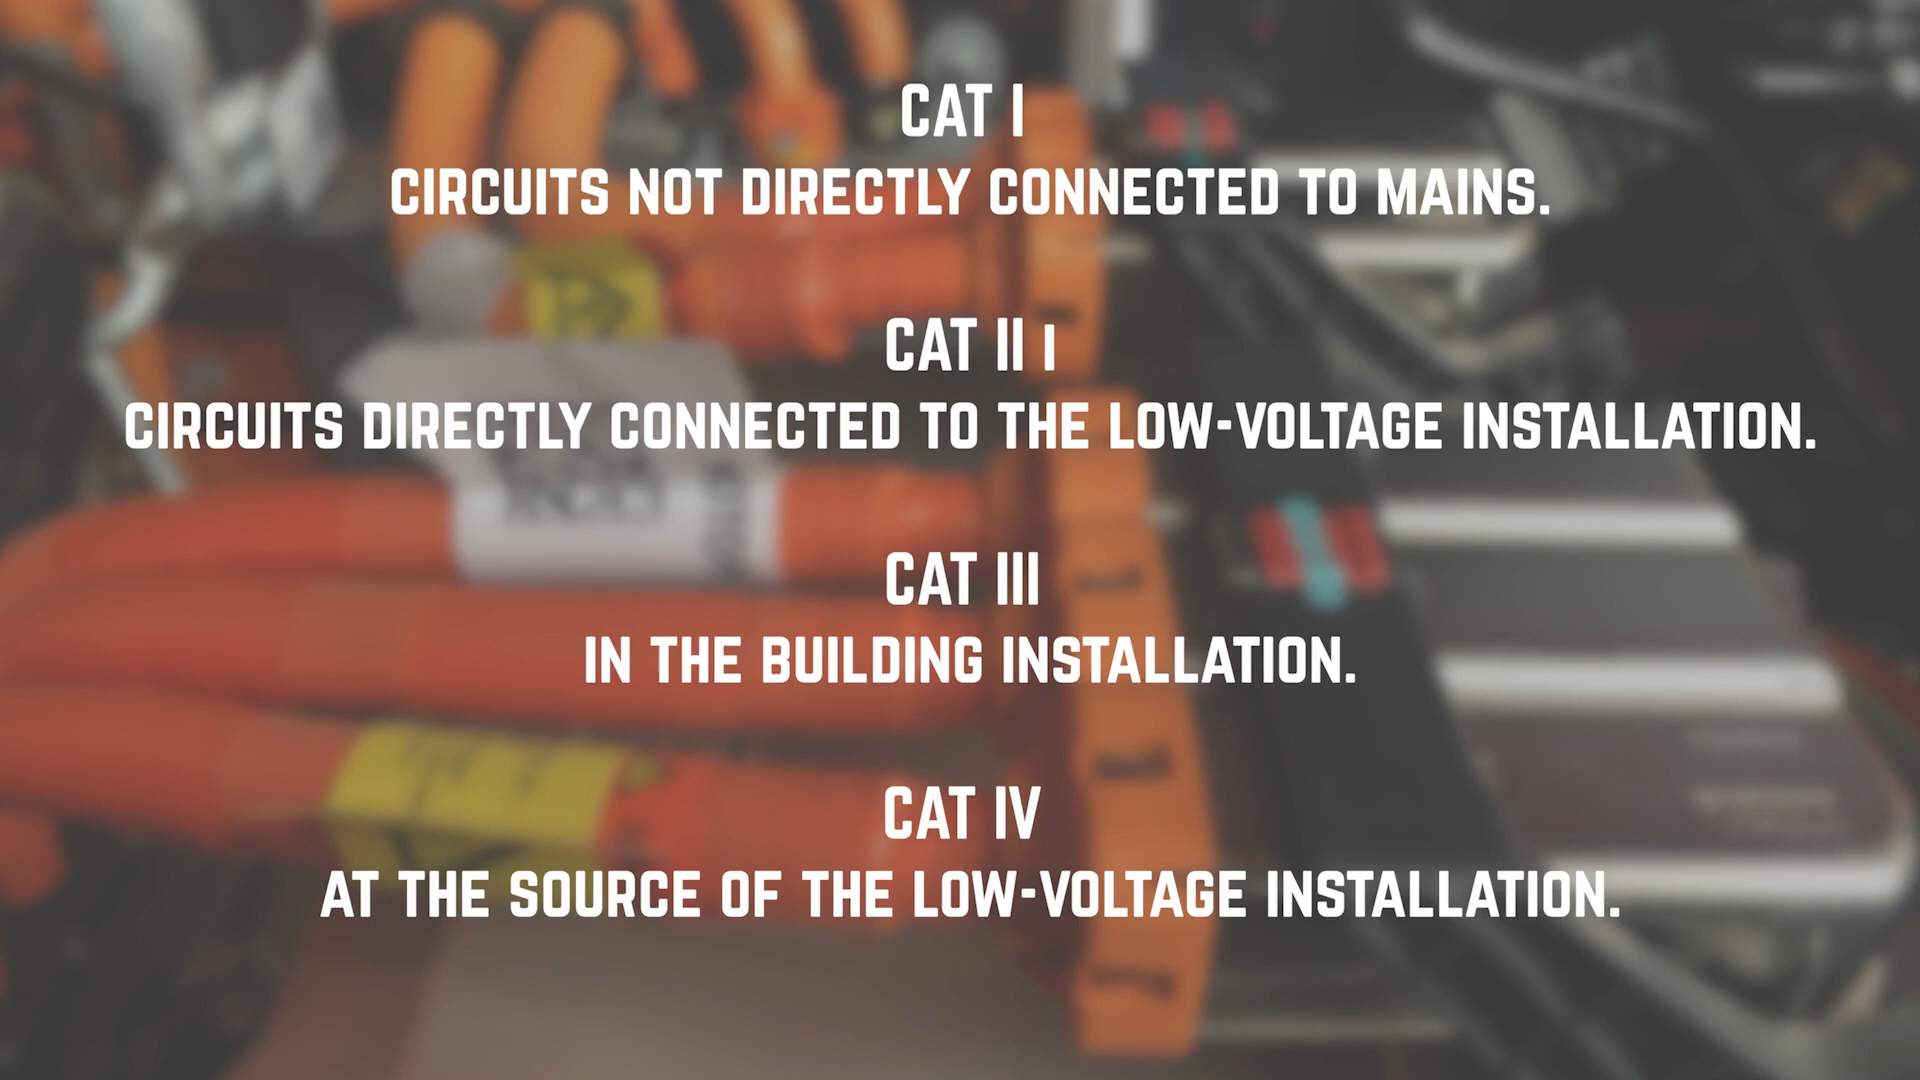 CAT I
CIRCUITS NOT DIRECTLY CONNECTED TO MAINS.
CAT II I
CIRCUITS DIRECTLY CONNECTED TO THE LOW-VOLTAGE INSTALLATION.
CAT III
IN THE BUILDING INSTALLATION.
CAT IV
AT THE SOURCE OF THE LOW-VOLTAGE INSTALLATION.